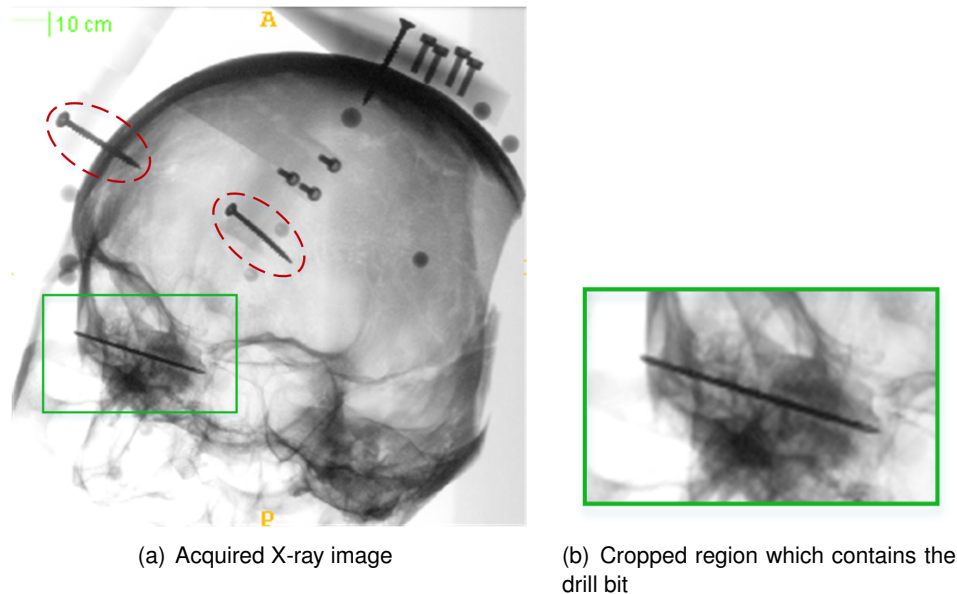 10 cm
A
P
(a) Acquired X-ray image
(b) Cropped region which contains the
drill bit